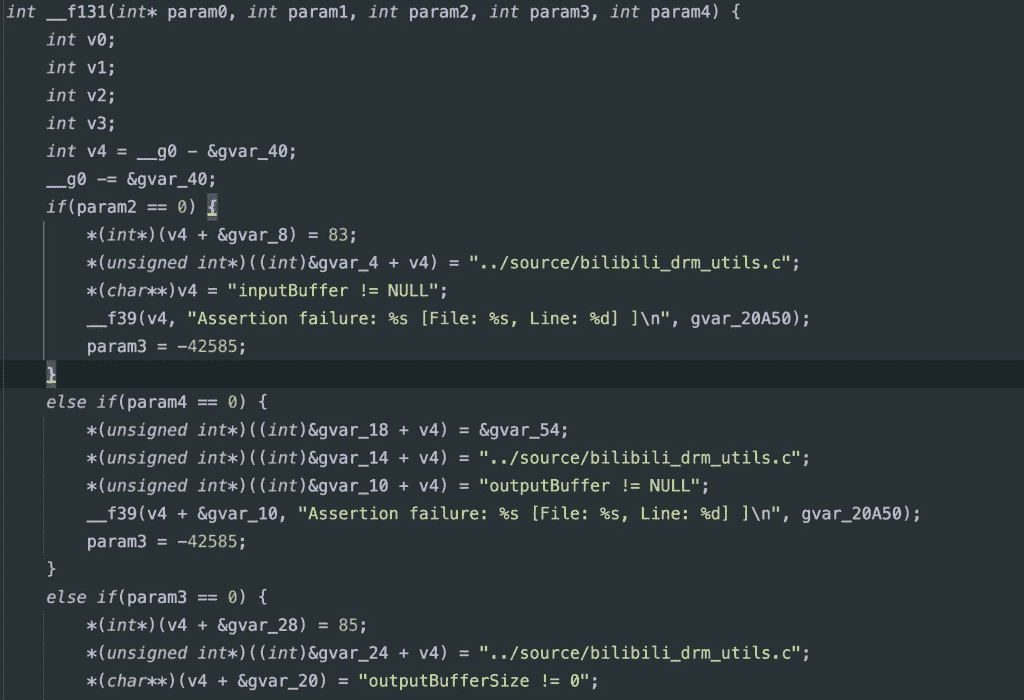 int __f131(int* param0, int param1, int param2, int param3, int param4) {
    int v0;
    int v1;
    int v2;
    int v3;
    int v4 = __g0 - &gvar_40;
    __g0 -= &gvar_40;
    if(param2 == 0) {
        *(int*)(v4 + &gvar_8) = 83;
        *(unsigned int*)((int)&gvar_4 + v4) = "../source/bilibili_drm_utils.c";
        *(char**)v4 = "inputBuffer != NULL";
        __f39(v4, "Assertion failure: %s [File: %s, Line: %d] ]\n", gvar_20A50);
        param3 = -42585;
    }
    else if(param4 == 0) {
        *(unsigned int*)((int)&gvar_18 + v4) = &gvar_54;
        *(unsigned int*)((int)&gvar_14 + v4) = "../source/bilibili_drm_utils.c";
        *(unsigned int*)((int)&gvar_10 + v4) = "outputBuffer != NULL";
        __f39(v4 + &gvar_10, "Assertion failure: %s [File: %s, Line: %d] ]\n", gvar_20A50);
        param3 = -42585;
    }
    else if(param3 == 0) {
        *(int*)(v4 + &gvar_28) = 85;
        *(unsigned int*)((int)&gvar_24 + v4) = "../source/bilibili_drm_utils.c";
        *(char**)(v4 + &gvar_20) = "outputBufferSize != 0";